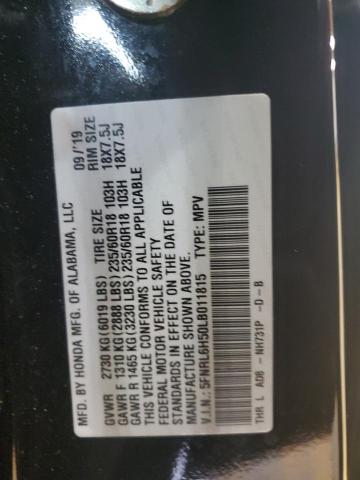 MFD. BY HONDA MFG. OF ALABAMA, LLC 09/'19
GVWR 2730 KG(6019 LBS) TIRE SIZE RIM SIZE
GAWR F 1310 KG(2888 LBS) 235/60R18 103H 18X7.5J
GAWR R 1465 KG(3230 LBS) 235/60R18 103H 18X7.5J
THIS VEHICLE CONFORMS TO ALL APPLICABLE
FEDERAL MOTOR VEHICLE SAFETY
STANDARDS IN EFFECT ON THE DATE OF
MANUFACTURE SHOWN ABOVE.
V.I.N.: 5FNRL6H50LB011815 TYPE: MPV
THR L AD8 - NH731P -D-B